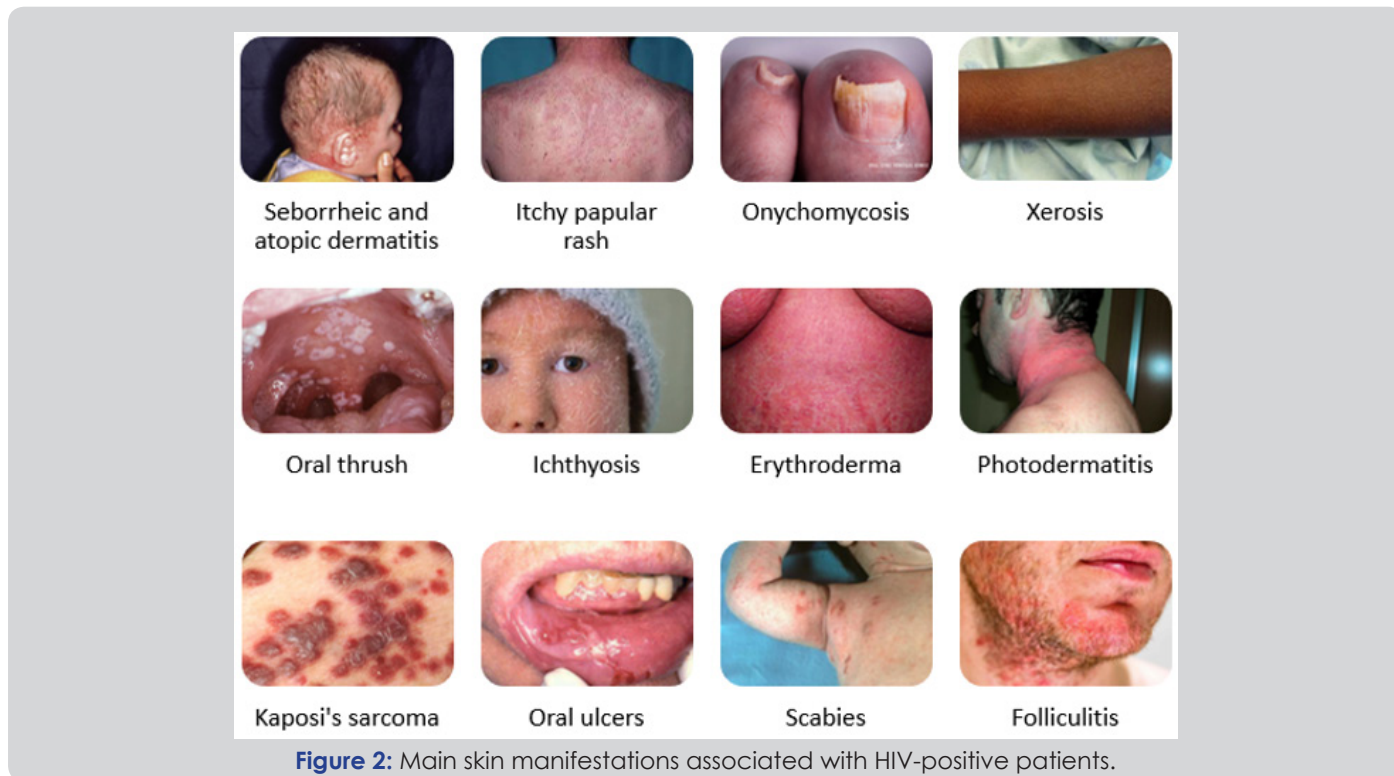 Seborrheic and
atopic dermatitis
Itchy papular
rash
Onychomycosis
Xerosis
Oral thrush
Ichthyosis
Erythroderma
Photodermatitis
Kaposi's sarcoma
Oral ulcers
Scabies
Folliculitis
Figure 2: Main skin manifestations associated with HIV-positive patients.